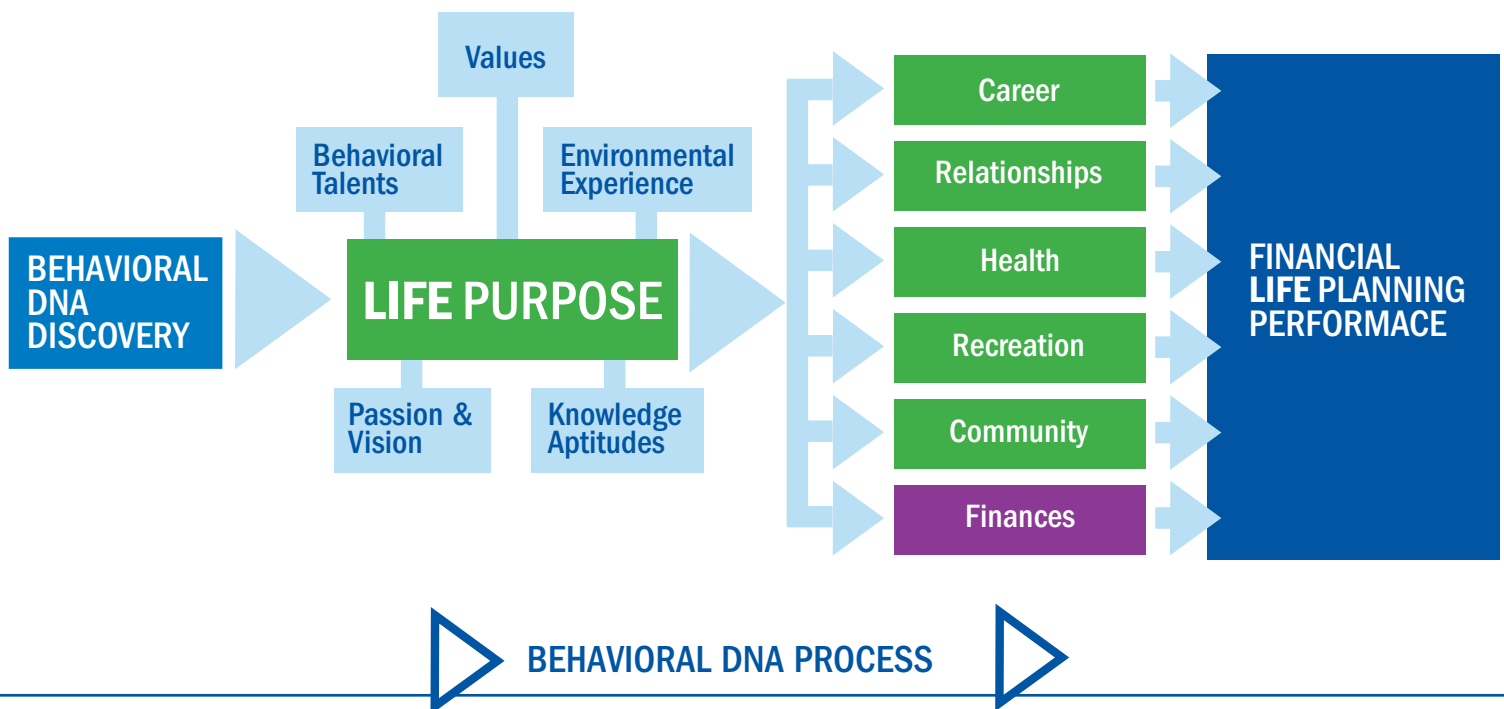 Values
Behavioral
Talents
Environmental
Experience
BEHAVIORAL
DNA
DISCOVERY
LIFE PURPOSE
Passion &
Vision
Knowledge
Aptitudes
Career
Relationships
Health
Recreation
Community
Finances
FINANCIAL
LIFE PLANNING
PERFORMACE
BEHAVIORAL DNA PROCESS